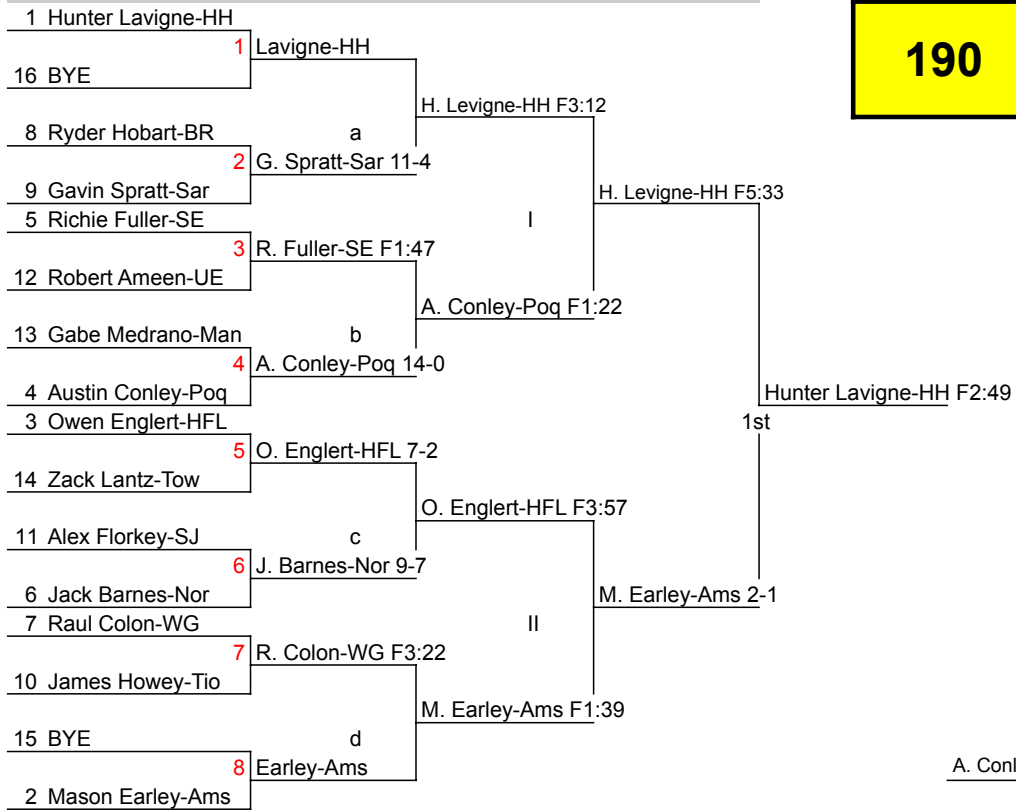 1 Hunter Lavigne-HH
190
1 Lavigne-HH
16 BYE
H. Levigne-HH F3:12
8 Ryder Hobart-BR
a
2 G. Spratt-Sar 11-4
9 Gavin Spratt-Sar
H. Levigne-HH F5:33
5 Richie Fuller-SE
I
3 R. Fuller-SE F1:47
12 Robert Ameen-UE
A. Conley-Poq F1:22
13 Gabe Medrano-Man
b
4 A. Conley-Poq 14-0
4 Austin Conley-Poq
Hunter Lavigne-HH F2:49
3 Owen Englert-HFL
1st
5 O. Englert-HFL 7-2
14 Zack Lantz-Tow
O. Englert-HFL F3:57
11 Alex Florkey-SJ
c
6 J. Barnes-Nor 9-7
6 Jack Barnes-Nor
M. Earley-Ams 2-1
7 Raul Colon-WG
II
7 R. Colon-WG F3:22
10 James Howey-Tio
M. Earley-Ams F1:39
15 BYE
d
8 Earley-Ams
A. Conl
2 Mason Earley-Ams